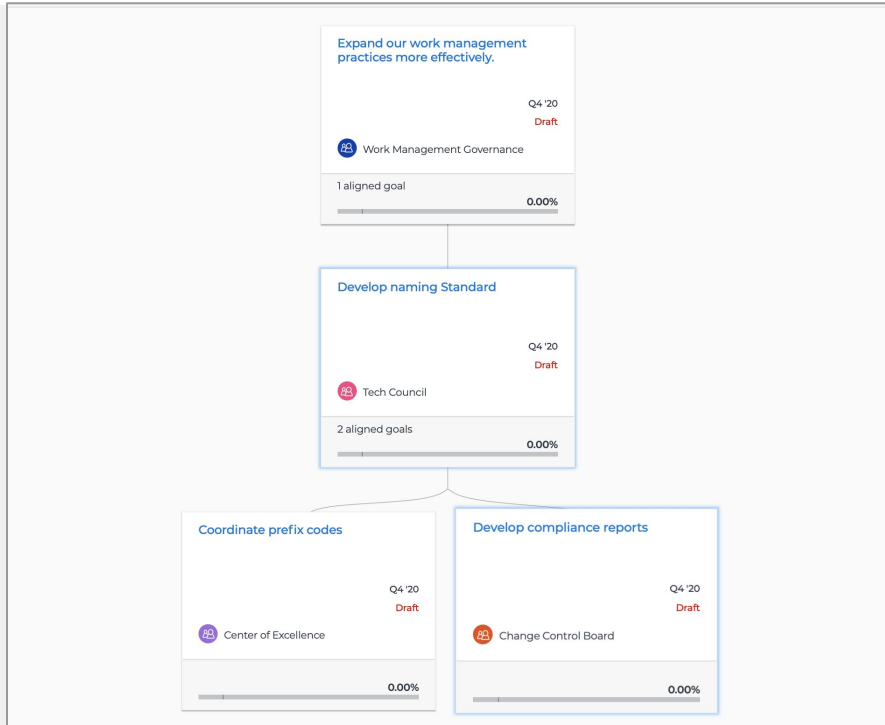 Expand our work management
practices more effectively.
Q4 '20
Draft
Work Management Governance
1 aligned goal
0.00%
Develop naming Standard
Q4 '20
Draft
Tech Council
2 aligned goals
0.00%
Coordinate prefix codes
Q4 '20
Draft
Center of Excellence
0.00%
Develop compliance reports
Q4 '20
Draft
Change Control Board
0.00%